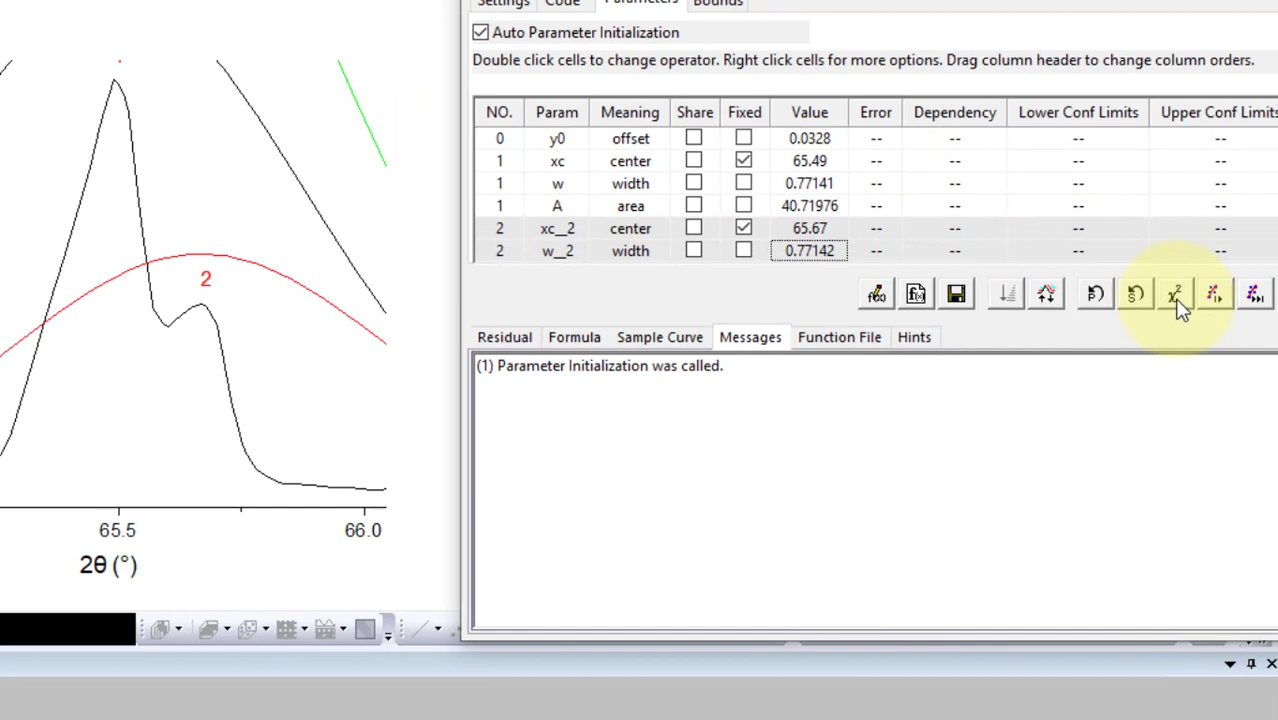 Settings Code Parameters Bounds
Auto Parameter Initialization
Double click cells to change operator. Right click cells for more options. Drag column header to change column orders.
NO. Param Meaning Share Fixed Value Error Dependency Lower Conf Limits Upper Conf Limits
0 y0 offset 0.0328 -- -- -- --
1 xc center 65.49 -- -- -- --
1 w width 0.77141 -- -- -- --
1 A area 40.71976 -- -- -- --
2 xc__2 center 65.67 -- -- -- --
2 w__2 width 0.77142 -- -- -- --
2
Residual Formula Sample Curve Messages Function File Hints
(1) Parameter Initialization was called.
65.5 66.0
2θ (°)